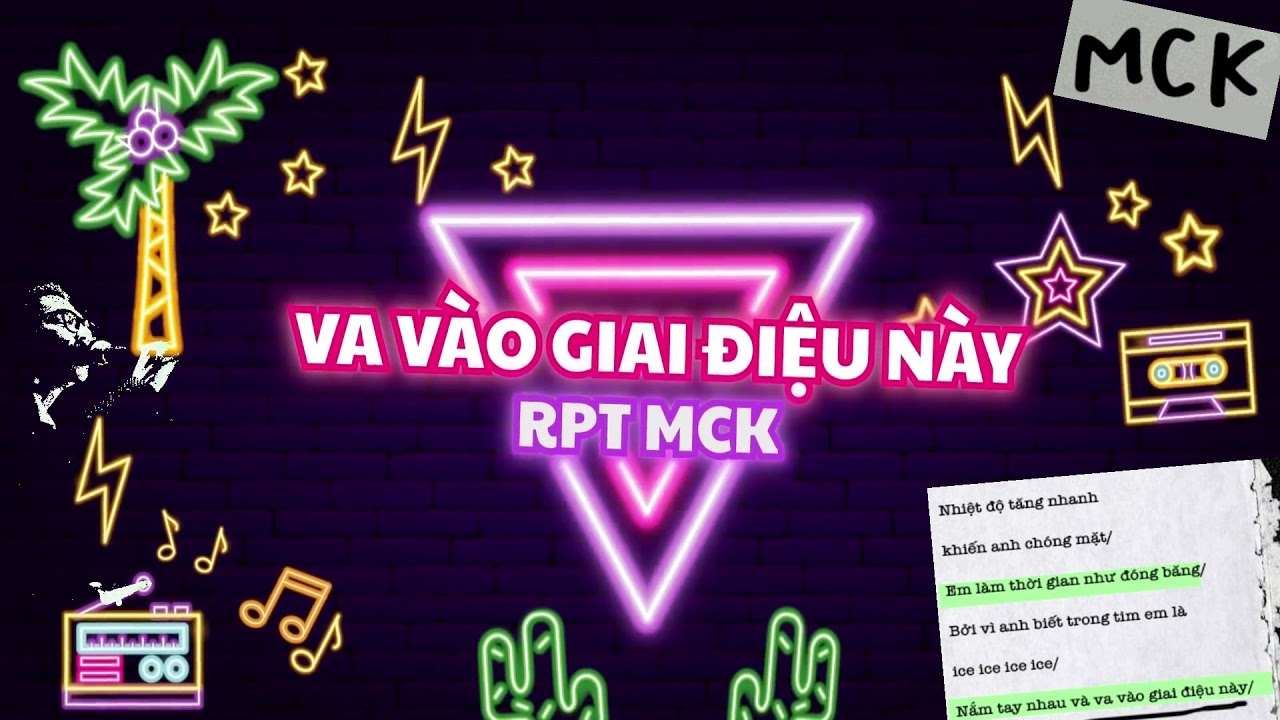 MCK
VA VÀO GIAI ĐIỆU NÀY
RPT MCK
Nhiệt độ tăng nhanh
khiến anh chóng mặt/
Em làm thời gian như đóng băng/
Bởi vì anh biết trong tim em là
ice ice ice ice/
Nắm tay nhau và va vào giai điệu này/